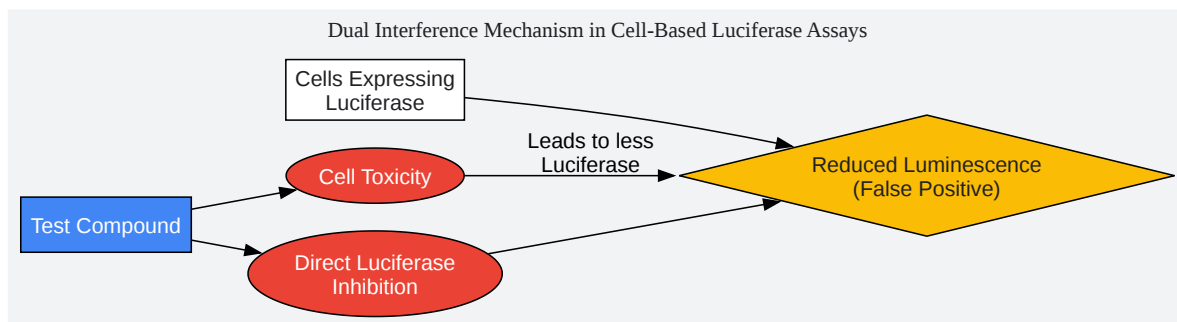 Dual Interference Mechanism in Cell-Based Luciferase Assays
Cells Expressing
Luciferase
Leads to less
Luciferase
Cell Toxicity
Reduced Luminescence
(False Positive)
Test Compound
Direct Luciferase
Inhibition